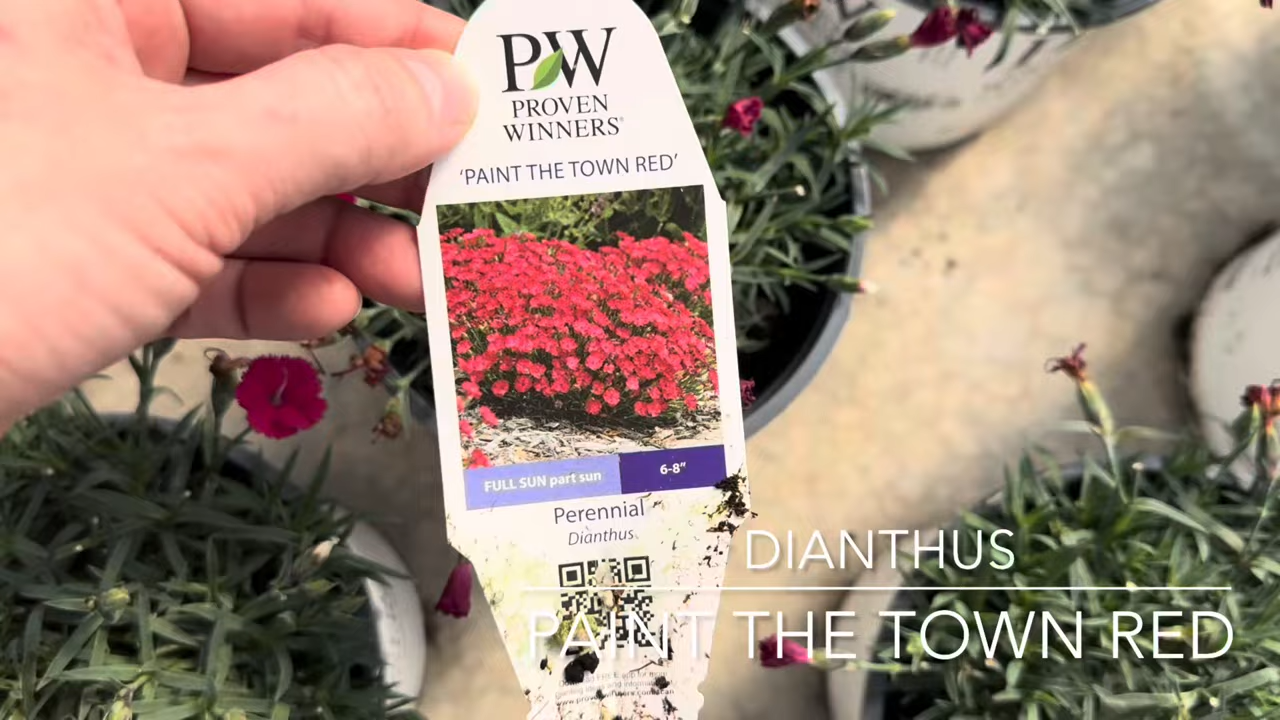 PW
PROVEN
WINNERS®
'PAINT THE TOWN RED'
FULL SUN part sun
6-8"
Perennial
Dianthus
DIANTHUS
PAINT THE TOWN RED